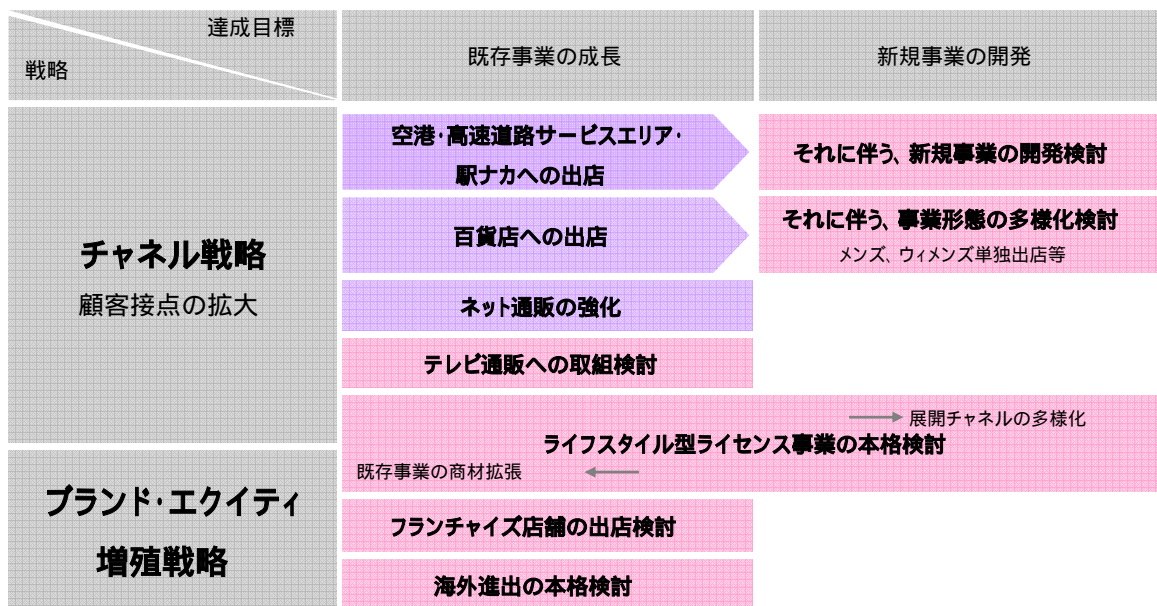 達成目標
戦略
既存事業の成長
新規事業の開発
チャネル戦略
顧客接点の拡大
空港・高速道路サービスエリア・
駅ナカへの出店
それに伴う、新規事業の開発検討
百貨店への出店
それに伴う、事業形態の多様化検討
メンズ、ウィメンズ単独出店等
ネット通販の強化
テレビ通販への取組検討
展開チャネルの多様化
ライフスタイル型ライセンス事業の本格検討
既存事業の商材拡張
ブランド・エクイティ
増殖戦略
フランチャイズ店舗の出店検討
海外進出の本格検討